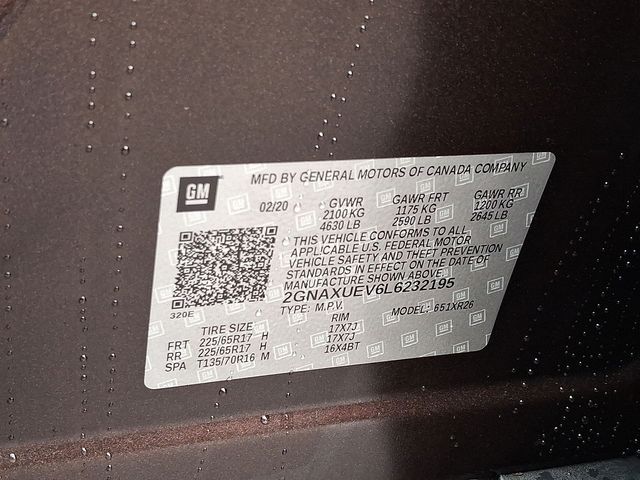 GM
MFD BY GENERAL MOTORS OF CANADA COMPANY
02/20 GVWR GAWR FRT GAWR RR
2100 KG 1175 KG 1200 KG
4630 LB 2590 LB 2645 LB
THIS VEHICLE CONFORMS TO ALL
APPLICABLE U.S. FEDERAL MOTOR
VEHICLE SAFETY AND THEFT PREVENTION
STANDARDS IN EFFECT ON THE DATE OF
MANUFACTURE SHOWN ABOVE.
2GNAXUEV6L6232195
TYPE: M.P.V. MODEL: 651XR26
320E
TIRE SIZE RIM
FRT 225/65R17 H 17X7J
RR 225/65R17 H 17X7J
SPA T135/70R16 M 16X4BT